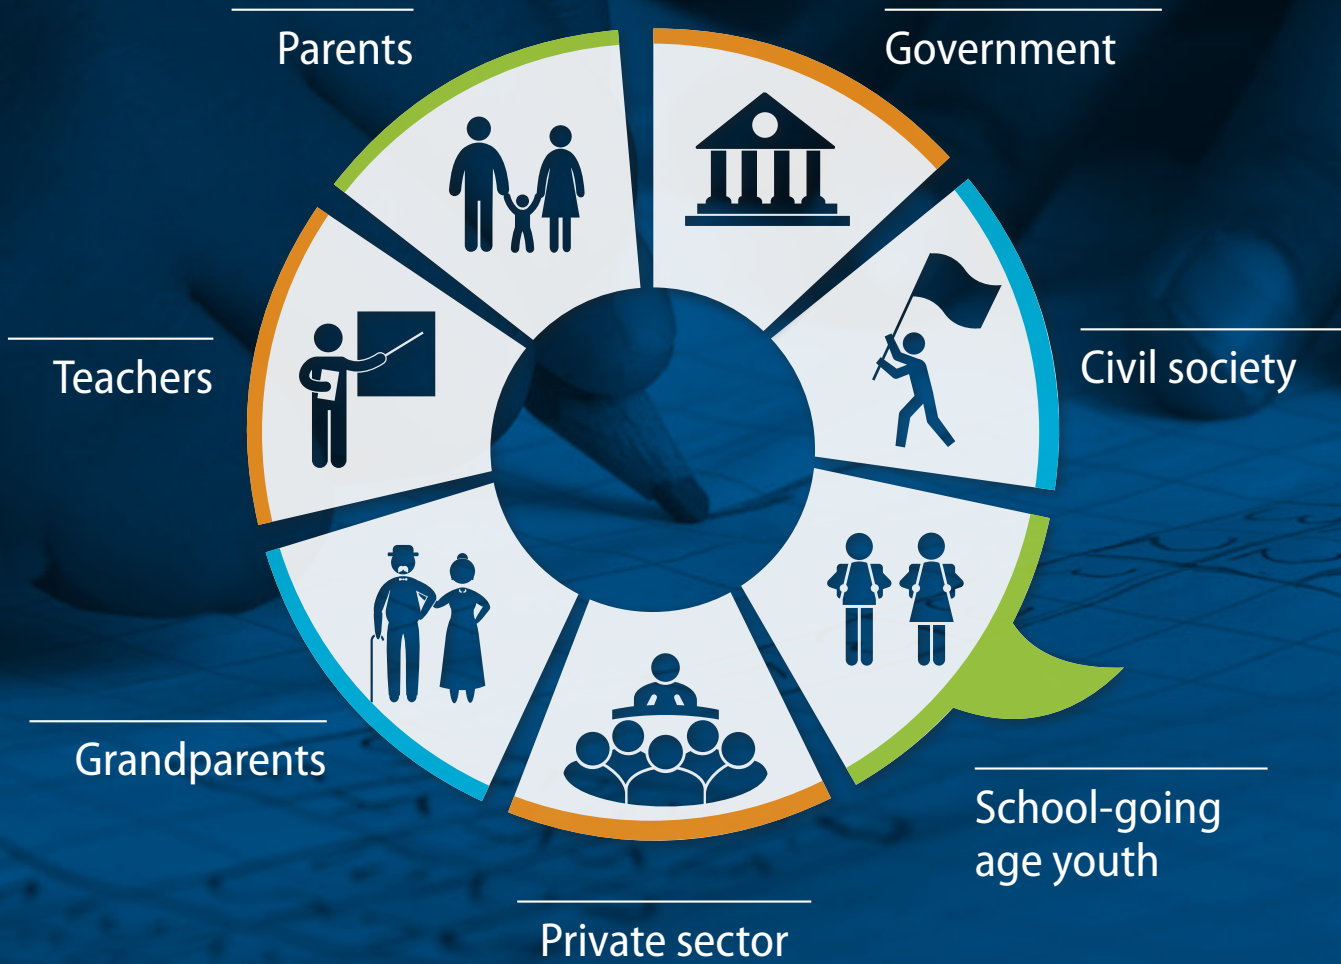 Parents
Government
Teachers
Civil society
Grandparents
School-going
age youth
Private sector